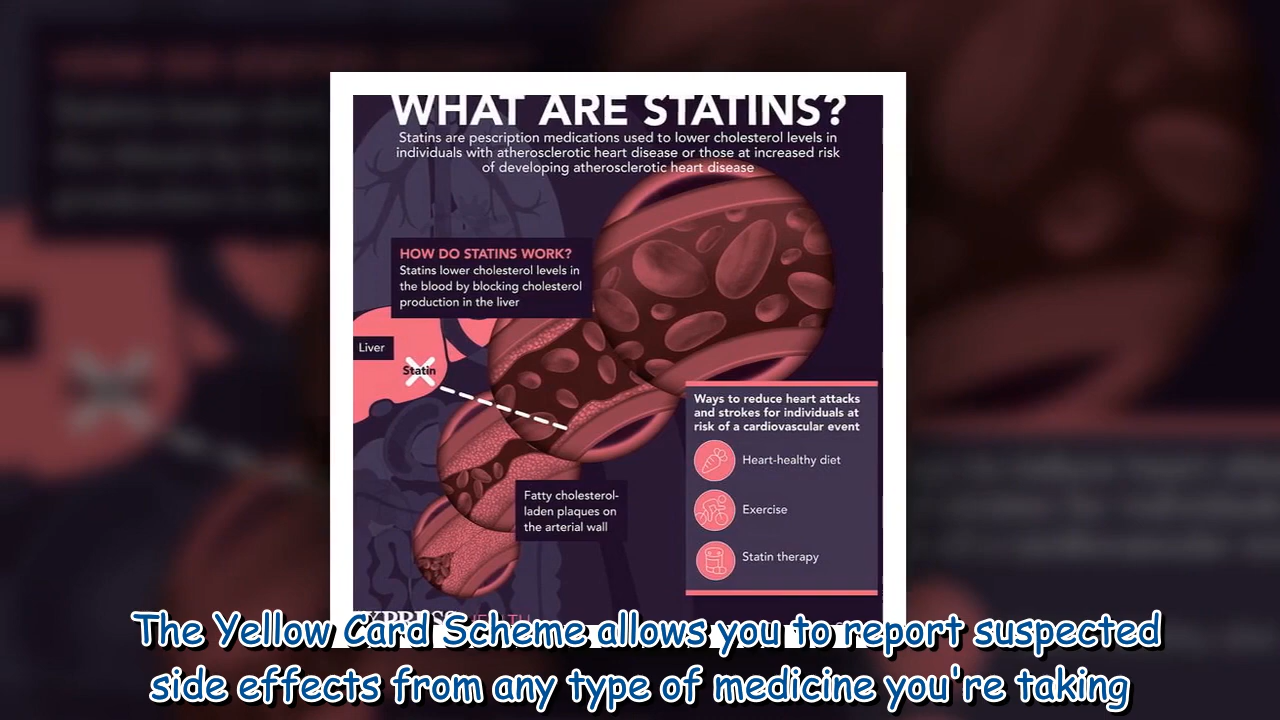 WHAT ARE STATINS?
Statins are pescription medications used to lower cholesterol levels in
individuals with atherosclerotic heart disease or those at increased risk
of developing atherosclerotic heart disease
HOW DO STATINS WORK?
Statins lower cholesterol levels in
the blood by blocking cholesterol
production in the liver
Liver
Statin
Ways to reduce heart attacks
and strokes for individuals at
risk of a cardiovascular event
Heart-healthy diet
Exercise
Statin therapy
Fatty cholesterol-
laden plaques on
the arterial wall
The Yellow Card Scheme allows you to report suspected
side effects from any type of medicine you're taking